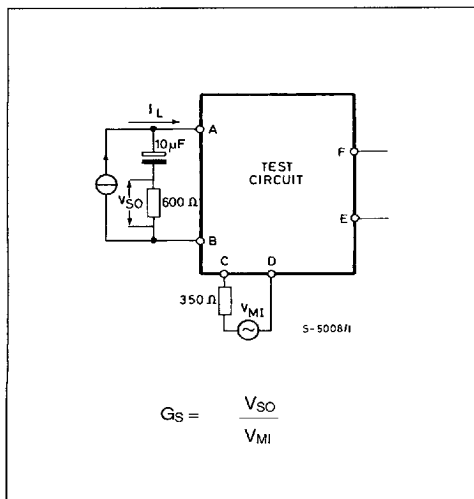 I_L
10μF
A
TEST
CIRCUIT
F
V_SO
600 Ω
E
B
C
D
350 Ω
V_MI
S-5008/1
G_S = V_SO / V_MI